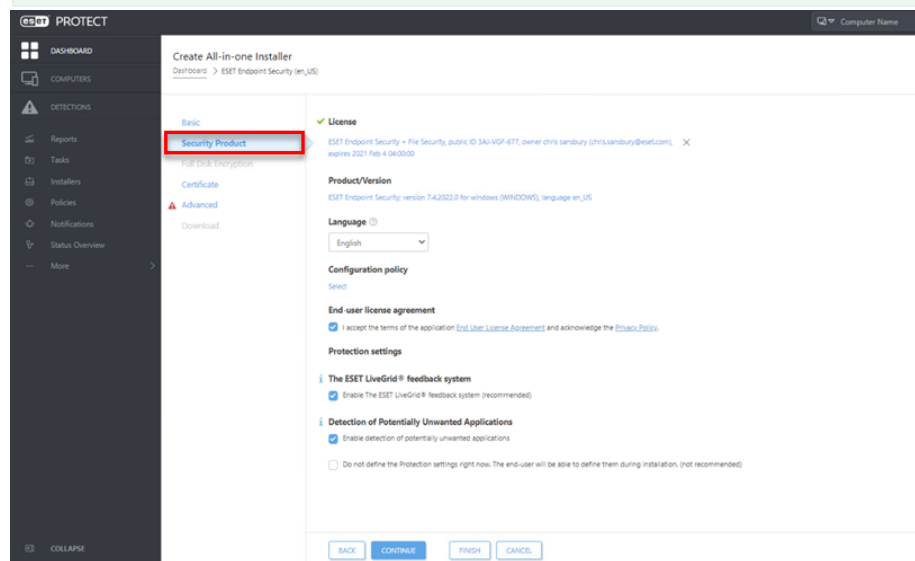 eset PROTECT
Computer Name
DASHBOARD
COMPUTERS
DETECTIONS
Reports
Tasks
Installers
Policies
Notifications
Status Overview
More
COLLAPSE
Create All-in-one Installer
Dashboard > ESET Endpoint Security (en_US)
Basic
Security Product
Full Disk Encryption
Certificate
Advanced
Download
License
ESET Endpoint Security + File Security, public ID 3AJ-VGF-677, owner chris sansbury (chris.sansbury@eset.com),
expires 2021 Feb 4 04:00:00
Product/Version
ESET Endpoint Security; version 7.4.2022.0 for windows (WINDOWS), language en_US
Language
English
Configuration policy
Select
End-user license agreement
I accept the terms of the application End User License Agreement and acknowledge the Privacy Policy.
Protection settings
The ESET LiveGrid® feedback system
Enable The ESET LiveGrid® feedback system (recommended)
Detection of Potentially Unwanted Applications
Enable detection of potentially unwanted applications
Do not define the Protection settings right now. The end-user will be able to define them during installation. (not recommended)
BACK CONTINUE FINISH CANCEL